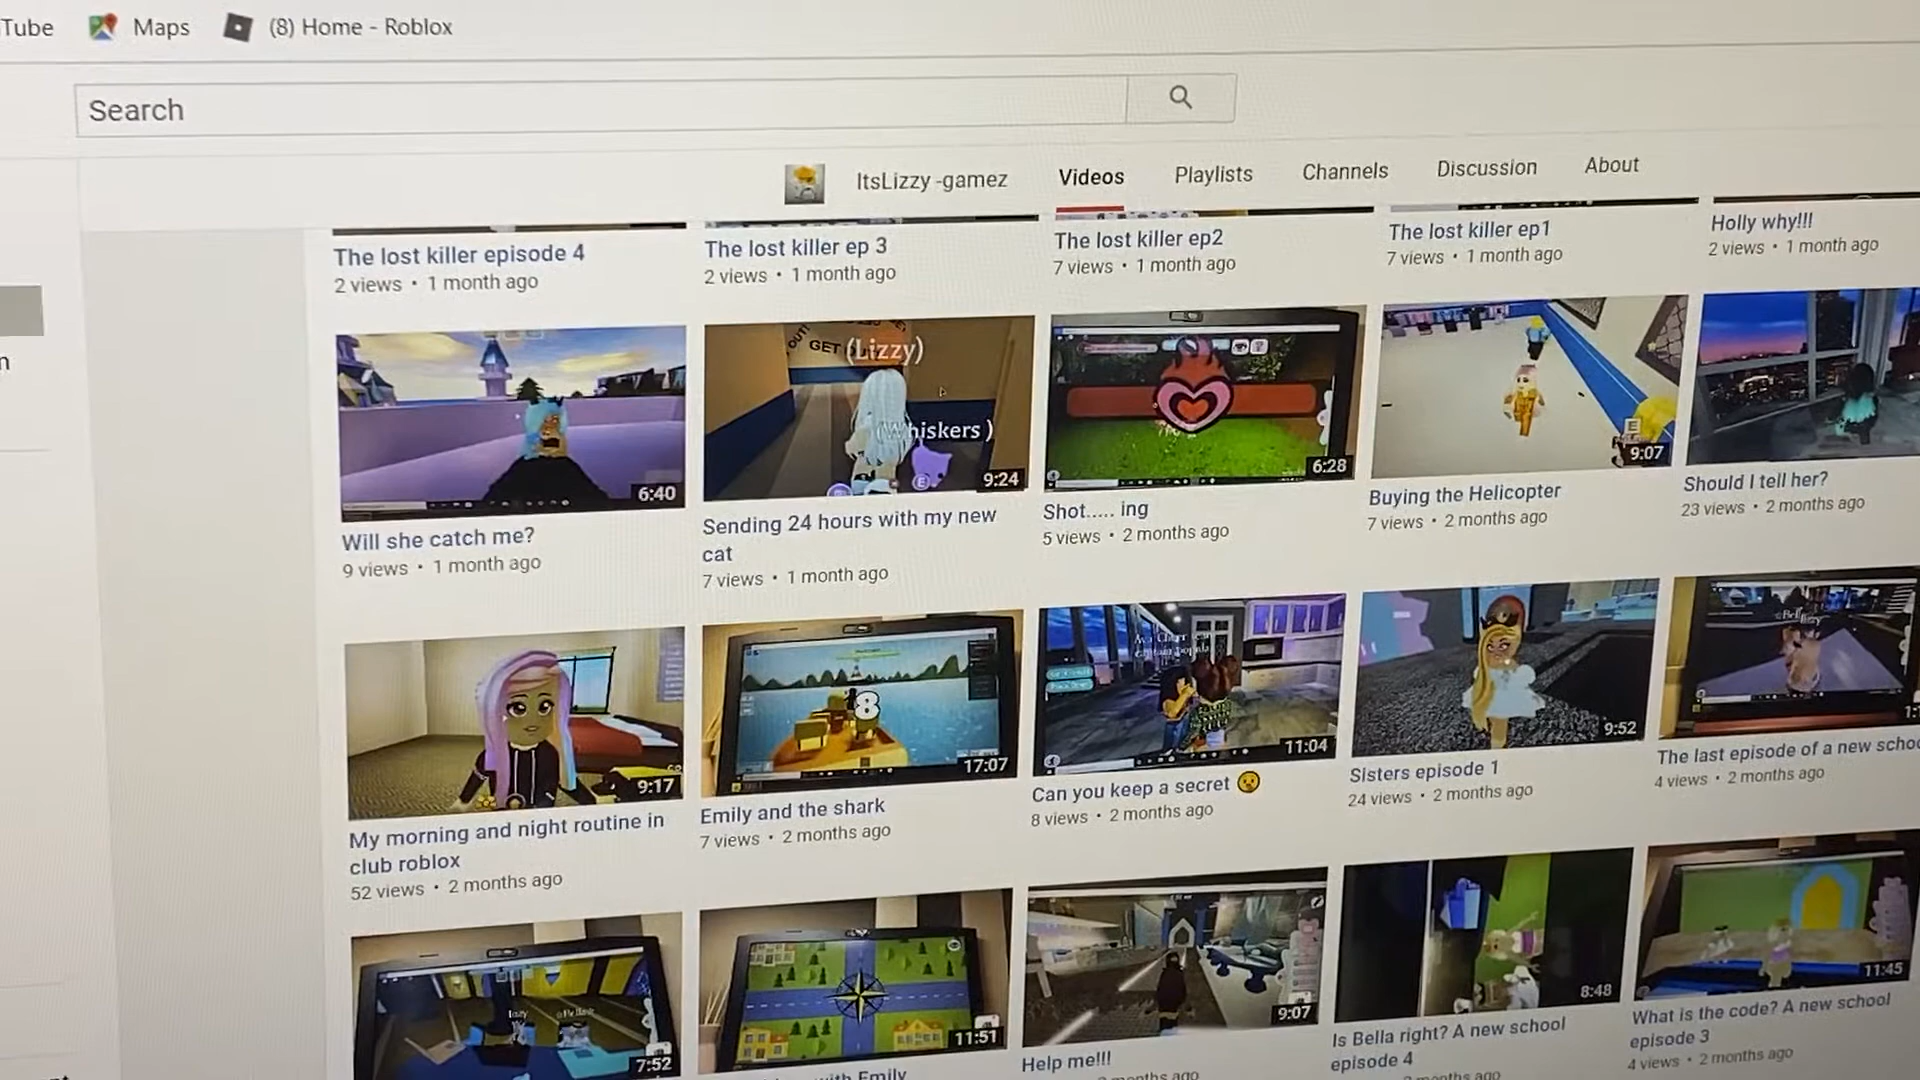 Tube Maps (8) Home - Roblox
Search
ItsLizzy -gamez Videos Playlists Channels Discussion About
The lost killer episode 4
2 views • 1 month ago
The lost killer ep 3
2 views • 1 month ago
The lost killer ep2
7 views • 1 month ago
The lost killer ep1
7 views • 1 month ago
Holly why!!!
2 views • 1 month ago
6:40
Will she catch me?
9 views • 1 month ago
GET
(Lizzy)
(Whiskers )
E
9:24
Sending 24 hours with my new
cat
7 views • 1 month ago
6:28
Shot..... ing
5 views • 2 months ago
E
9:07
Buying the Helicopter
7 views • 2 months ago
Should I tell her?
23 views • 2 months ago
9:17
My morning and night routine in
club roblox
52 views • 2 months ago
8
17:07
Emily and the shark
7 views • 2 months ago
11:04
Can you keep a secret 😧
8 views • 2 months ago
9:52
Sisters episode 1
24 views • 2 months ago
The last episode of a new schoo
4 views • 2 months ago
7:52
11:51
with Emily
9:07
Help me!!!
months ago
8:48
Is Bella right? A new school
episode 4
months ago
11:45
What is the code? A new school
episode 3
4 views • 2 months ago